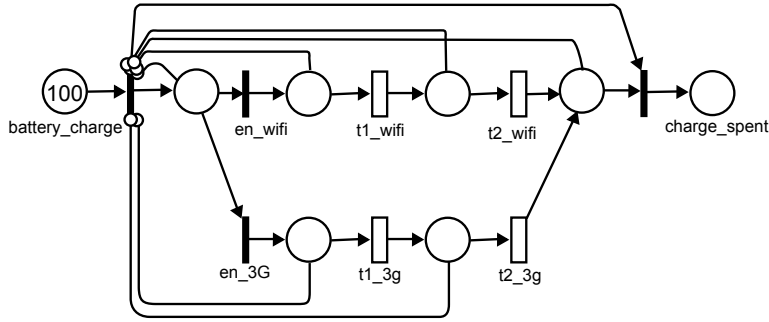 100
battery_charge
en_wifi
t1_wifi
t2_wifi
charge_spent
en_3G
t1_3g
t2_3g